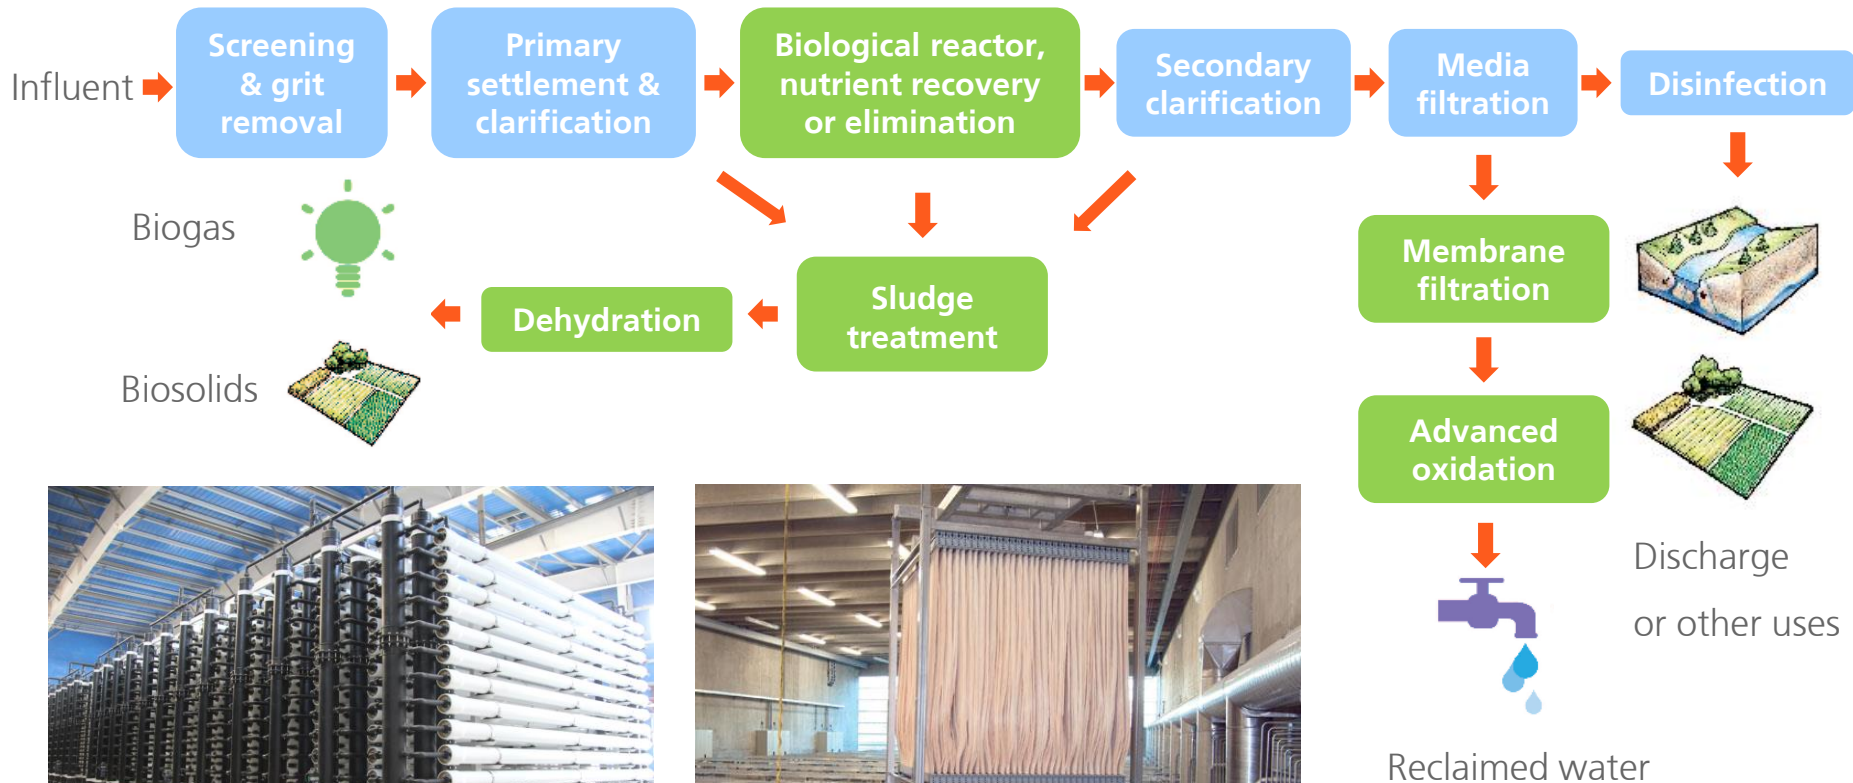 Influent
Screening
& grit
removal
Primary
settlement &
clarification
Biological reactor,
nutrient recovery
or elimination
Secondary
clarification
Media
filtration
Disinfection
Biogas
Membrane
filtration
Sludge
treatment
Dehydration
Biosolids
Advanced
oxidation
Discharge
or other uses
Reclaimed water